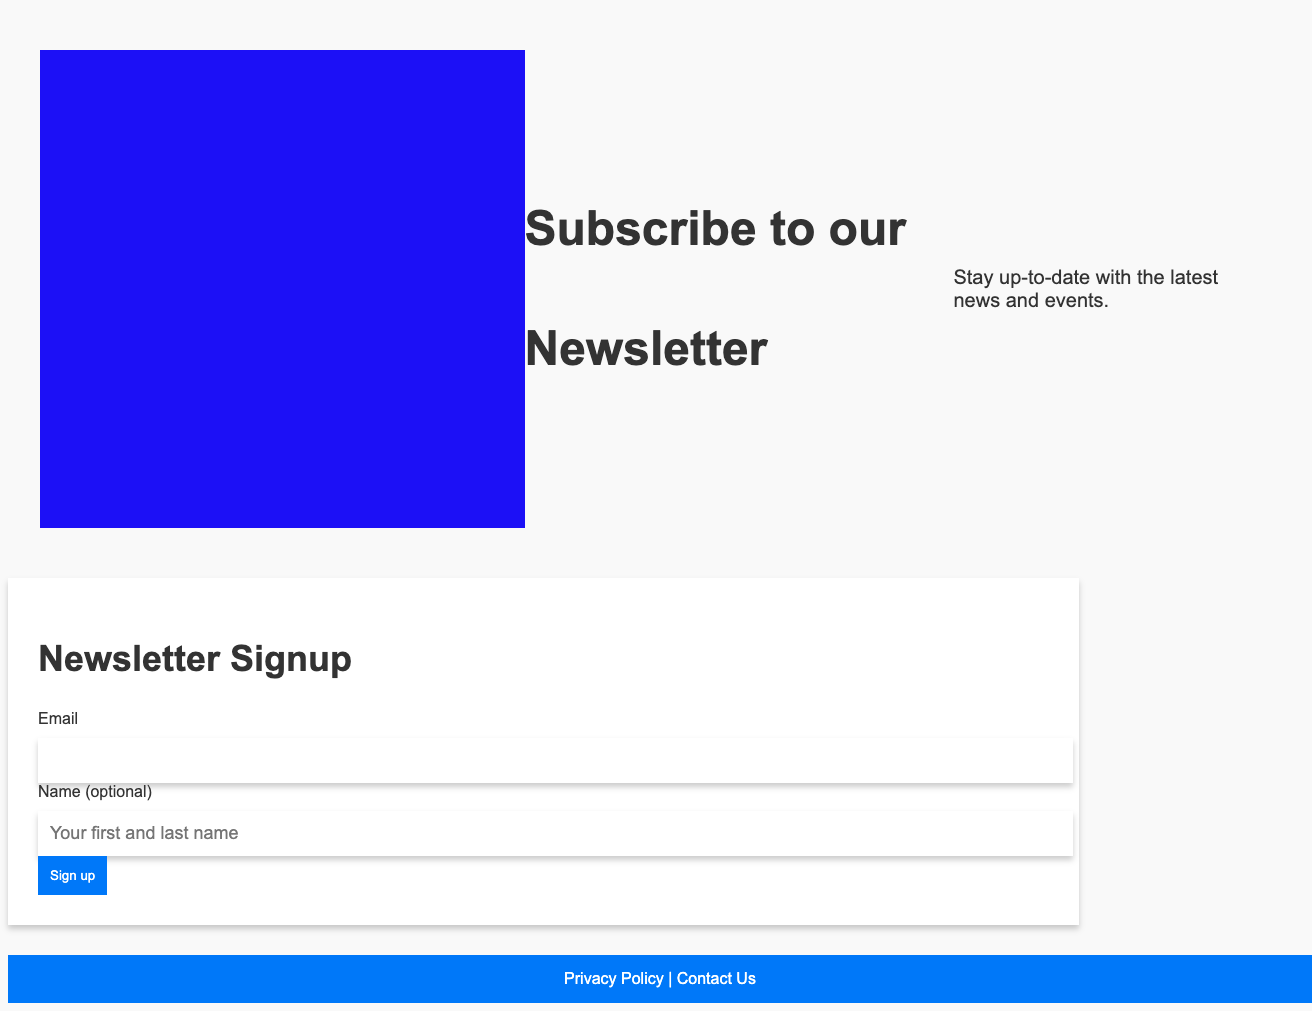 Subscribe to our
Newsletter
Stay up-to-date with the latest
news and events.
Newsletter Signup
Email
Name (optional)
Your first and last name
Sign up
Privacy Policy | Contact Us